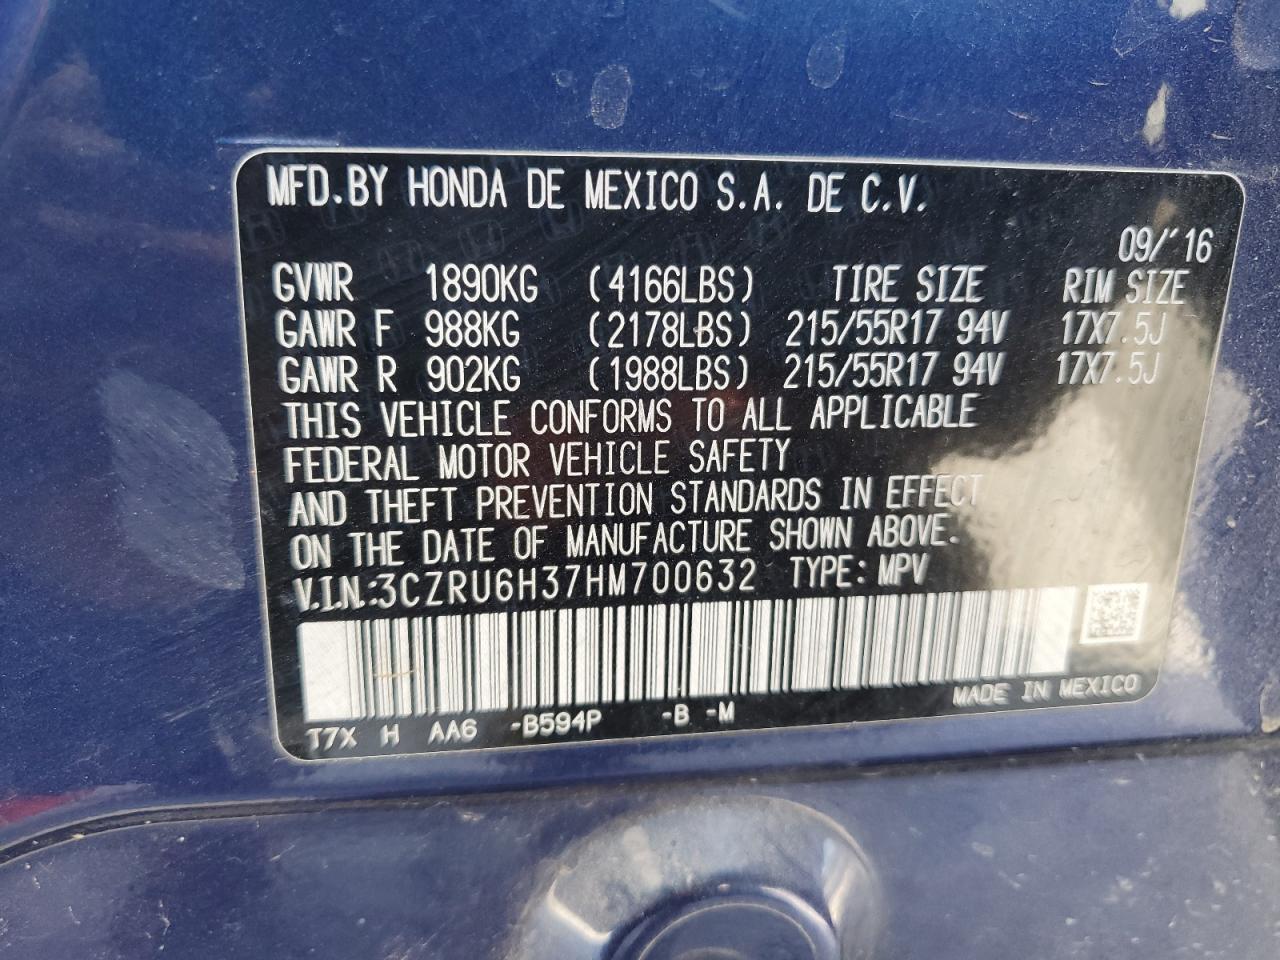 MFD.BY HONDA DE MEXICO S.A. DE C.V.
09/'16
GVWR 1890KG (4166LBS) TIRE SIZE RIM SIZE
GAWR F 988KG (2178LBS) 215/55R17 94V 17X7.5J
GAWR R 902KG (1988LBS) 215/55R17 94V 17X7.5J
THIS VEHICLE CONFORMS TO ALL APPLICABLE
FEDERAL MOTOR VEHICLE SAFETY
AND THEFT PREVENTION STANDARDS IN EFFECT
ON THE DATE OF MANUFACTURE SHOWN ABOVE.
V.I.N.:3CZRU6H37HM700632 TYPE: MPV
MADE IN MEXICO
T7X H AA6 -B594P -B -M